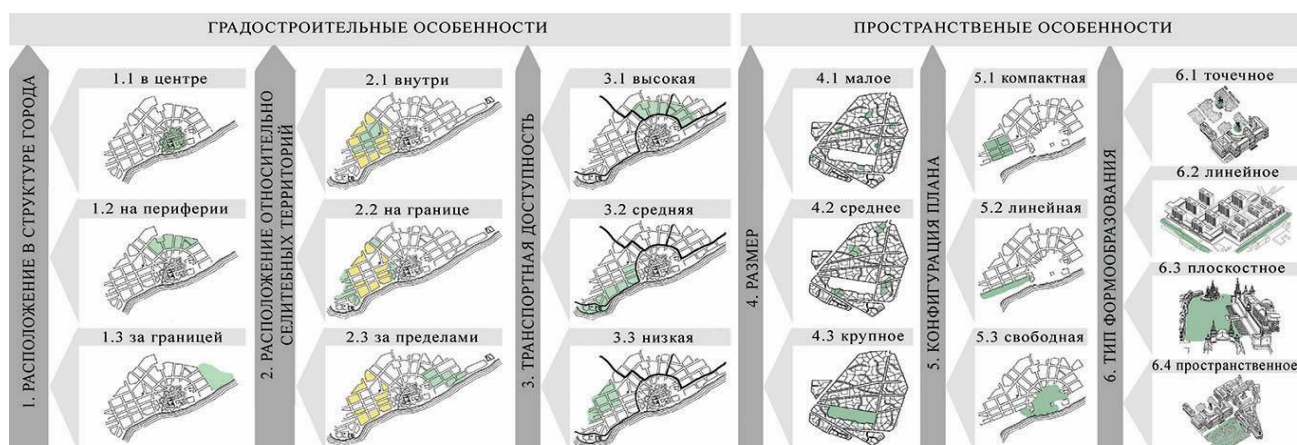 ГРАДОСТРОИТЕЛЬНЫЕ ОСОБЕННОСТИ
ПРОСТРАНСТВЕНЫЕ ОСОБЕННОСТИ
1. РАСПОЛОЖЕНИЕ В СТРУКТУРЕ ГОРОДА
1.1 в центре
1.2 на периферии
1.3 за границей
2. РАСПОЛОЖЕНИЕ ОТНОСИТЕЛЬНО
СЕЛИТЕБНЫХ ТЕРРИТОРИЙ
2.1 внутри
2.2 на границе
2.3 за пределами
3. ТРАНСПОРТНАЯ ДОСТУПНОСТЬ
3.1 высокая
3.2 средняя
3.3 низкая
4. РАЗМЕР
4.1 малое
4.2 среднее
4.3 крупное
5. КОНФИГУРАЦИЯ ПЛАНА
5.1 компактная
5.2 линейная
5.3 свободная
6. ТИП ФОРМООБРАЗОВАНИЯ
6.1 точечное
6.2 линейное
6.3 плоскостное
6.4 пространственное